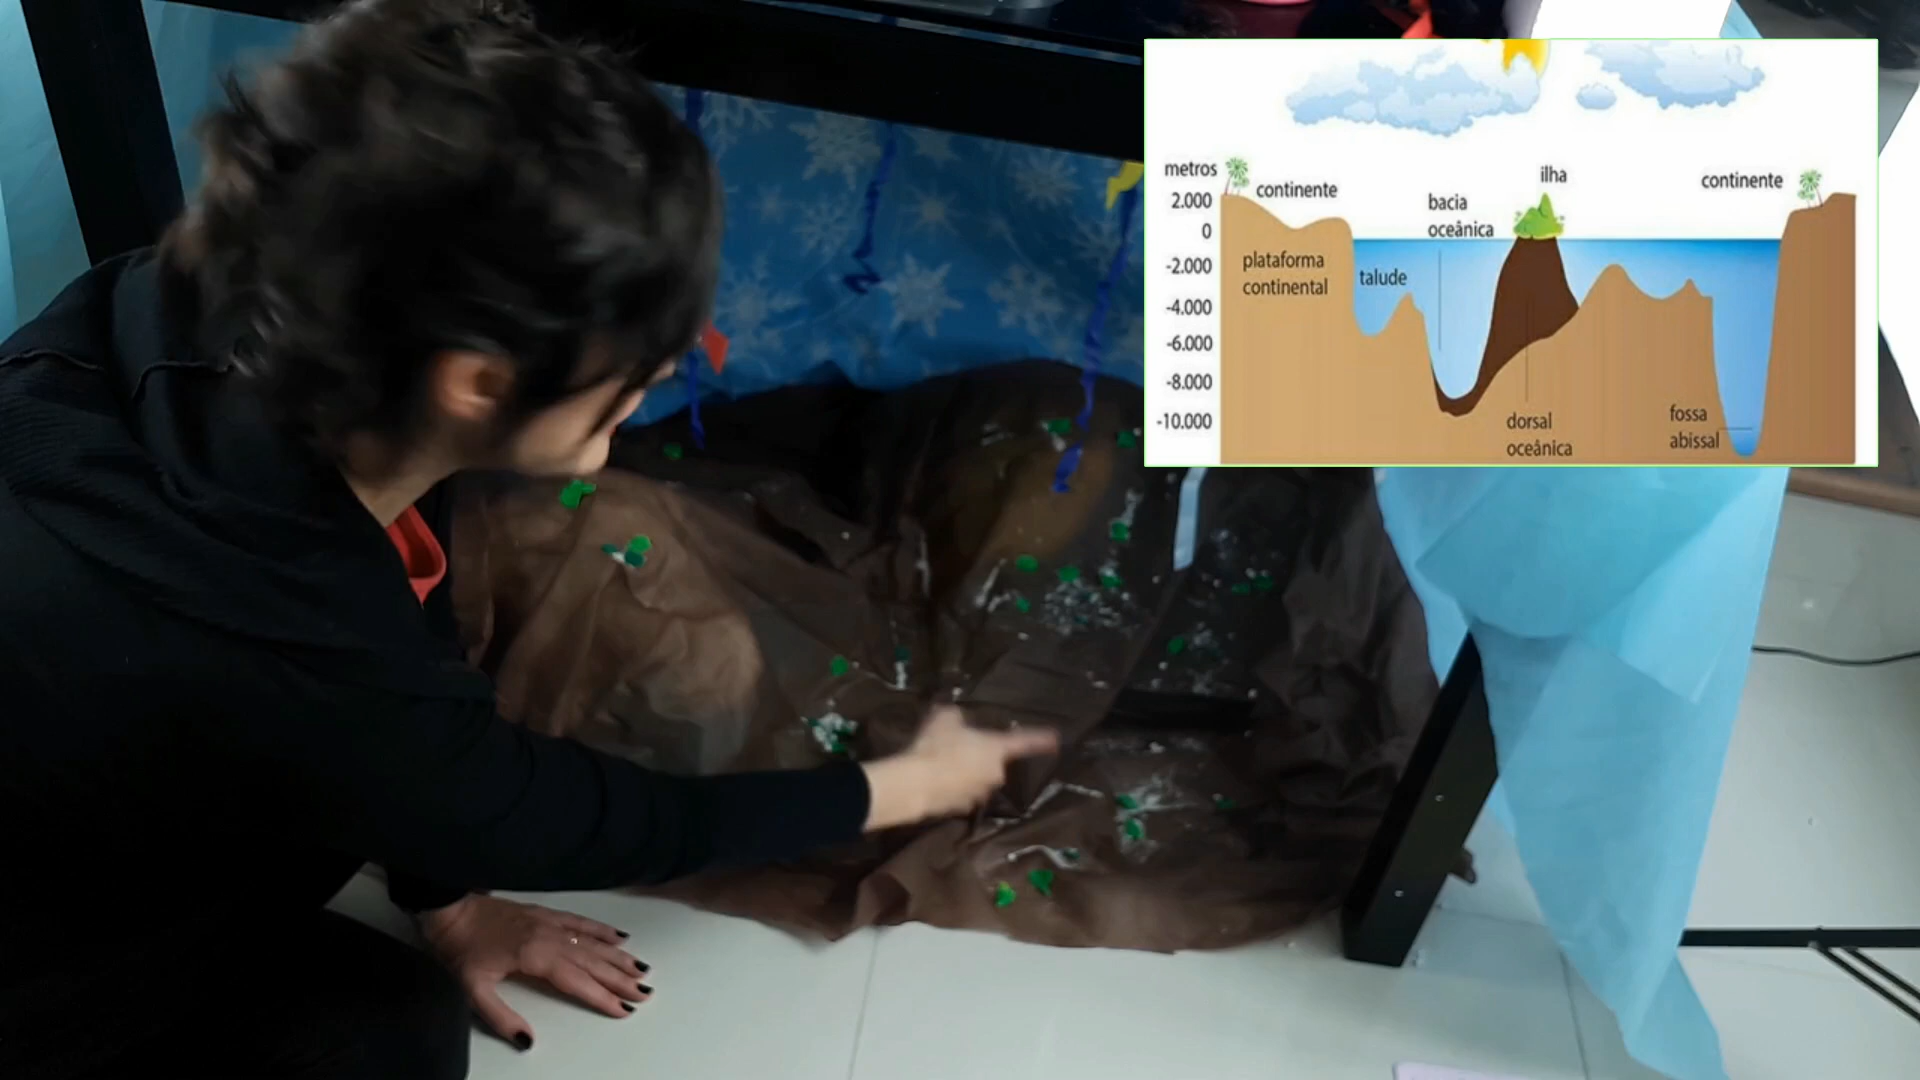 metros
2.000
0
-2.000
-4.000
-6.000
-8.000
-10.000
continente
plataforma
continental
talude
bacia
oceânica
ilha
dorsal
oceânica
continente
fossa
abissal